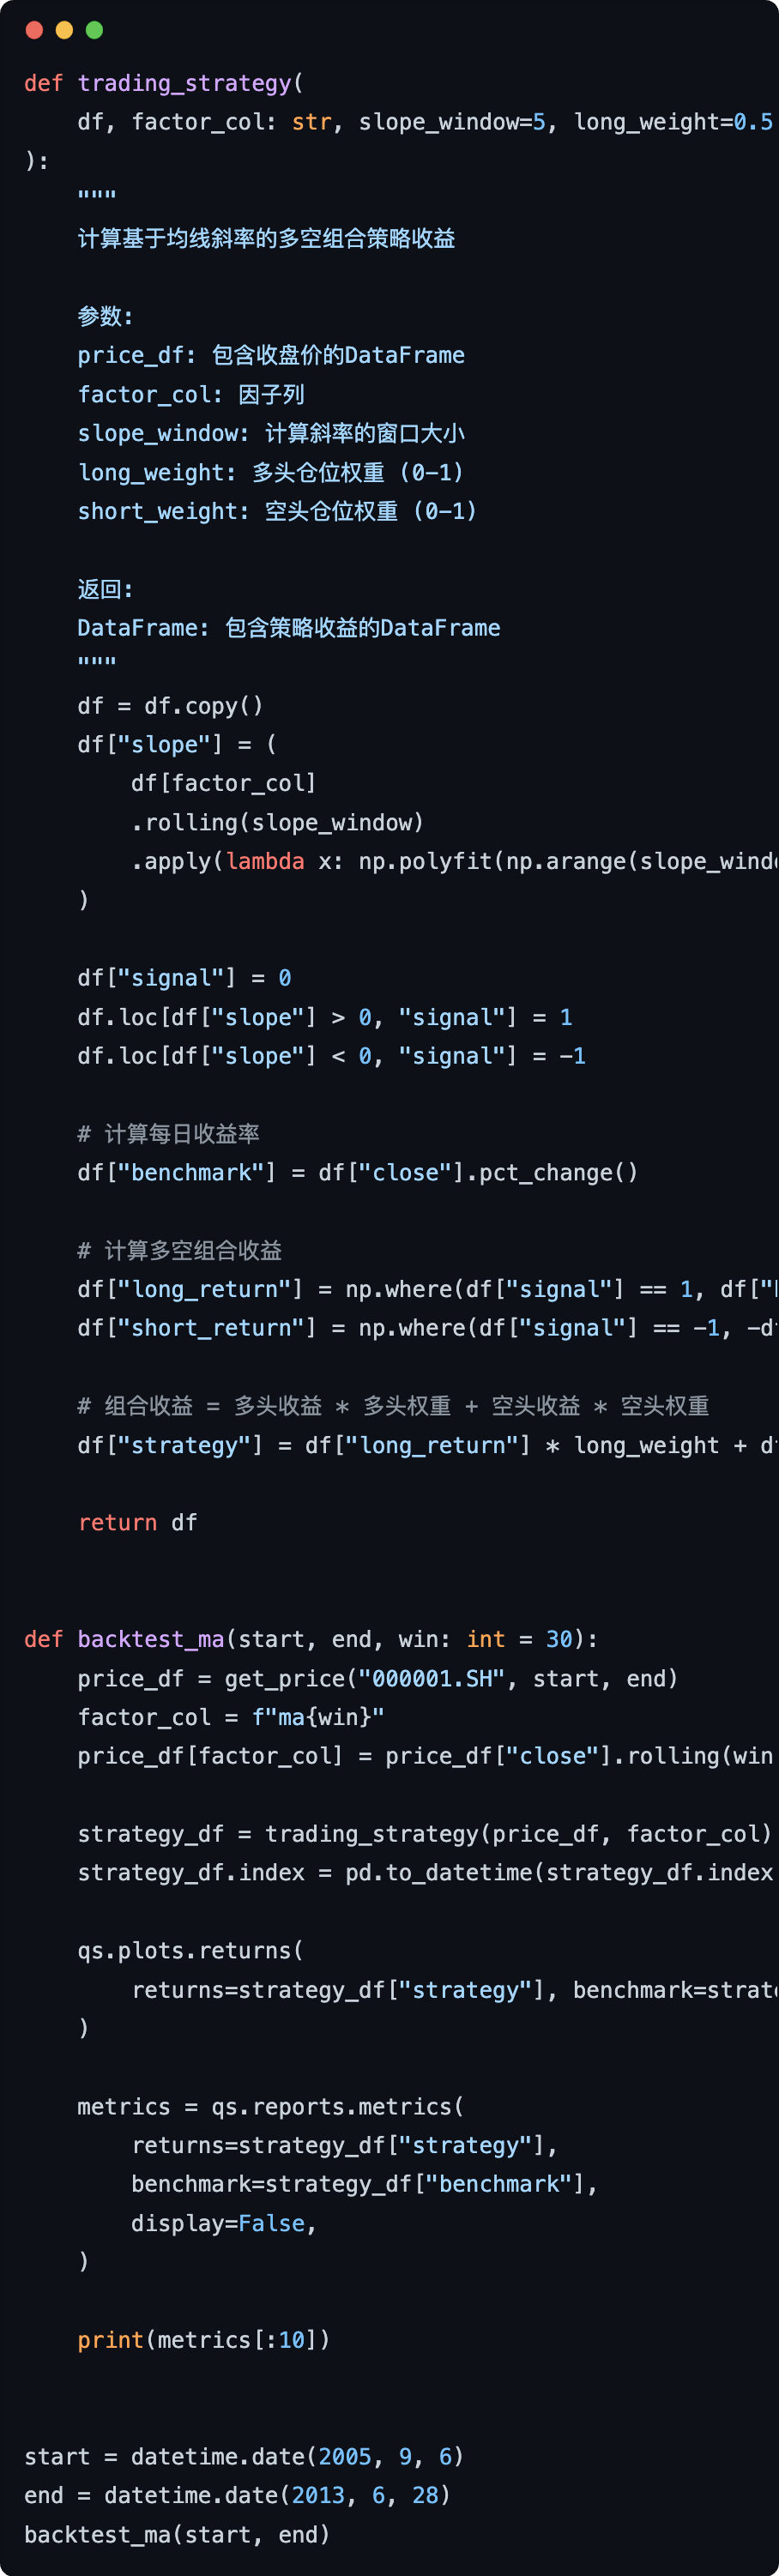 def trading_strategy(
    df, factor_col: str, slope_window=5, long_weight=0.5
):
    """
    计算基于均线斜率的多空组合策略收益

    参数:
    price_df: 包含收盘价的DataFrame
    factor_col: 因子列
    slope_window: 计算斜率的窗口大小
    long_weight: 多头仓位权重 (0-1)
    short_weight: 空头仓位权重 (0-1)

    返回:
    DataFrame: 包含策略收益的DataFrame
    """
    df = df.copy()
    df["slope"] = (
        df[factor_col]
        .rolling(slope_window)
        .apply(lambda x: np.polyfit(np.arange(slope_windo
    )

    df["signal"] = 0
    df.loc[df["slope"] > 0, "signal"] = 1
    df.loc[df["slope"] < 0, "signal"] = -1

    # 计算每日收益率
    df["benchmark"] = df["close"].pct_change()

    # 计算多空组合收益
    df["long_return"] = np.where(df["signal"] == 1, df["
    df["short_return"] = np.where(df["signal"] == -1, -d

    # 组合收益 = 多头收益 * 多头权重 + 空头收益 * 空头权重
    df["strategy"] = df["long_return"] * long_weight + d

    return df


def backtest_ma(start, end, win: int = 30):
    price_df = get_price("000001.SH", start, end)
    factor_col = f"ma{win}"
    price_df[factor_col] = price_df["close"].rolling(win

    strategy_df = trading_strategy(price_df, factor_col)
    strategy_df.index = pd.to_datetime(strategy_df.index

    qs.plots.returns(
        returns=strategy_df["strategy"], benchmark=strat
    )

    metrics = qs.reports.metrics(
        returns=strategy_df["strategy"],
        benchmark=strategy_df["benchmark"],
        display=False,
    )

    print(metrics[:10])


start = datetime.date(2005, 9, 6)
end = datetime.date(2013, 6, 28)
backtest_ma(start, end)